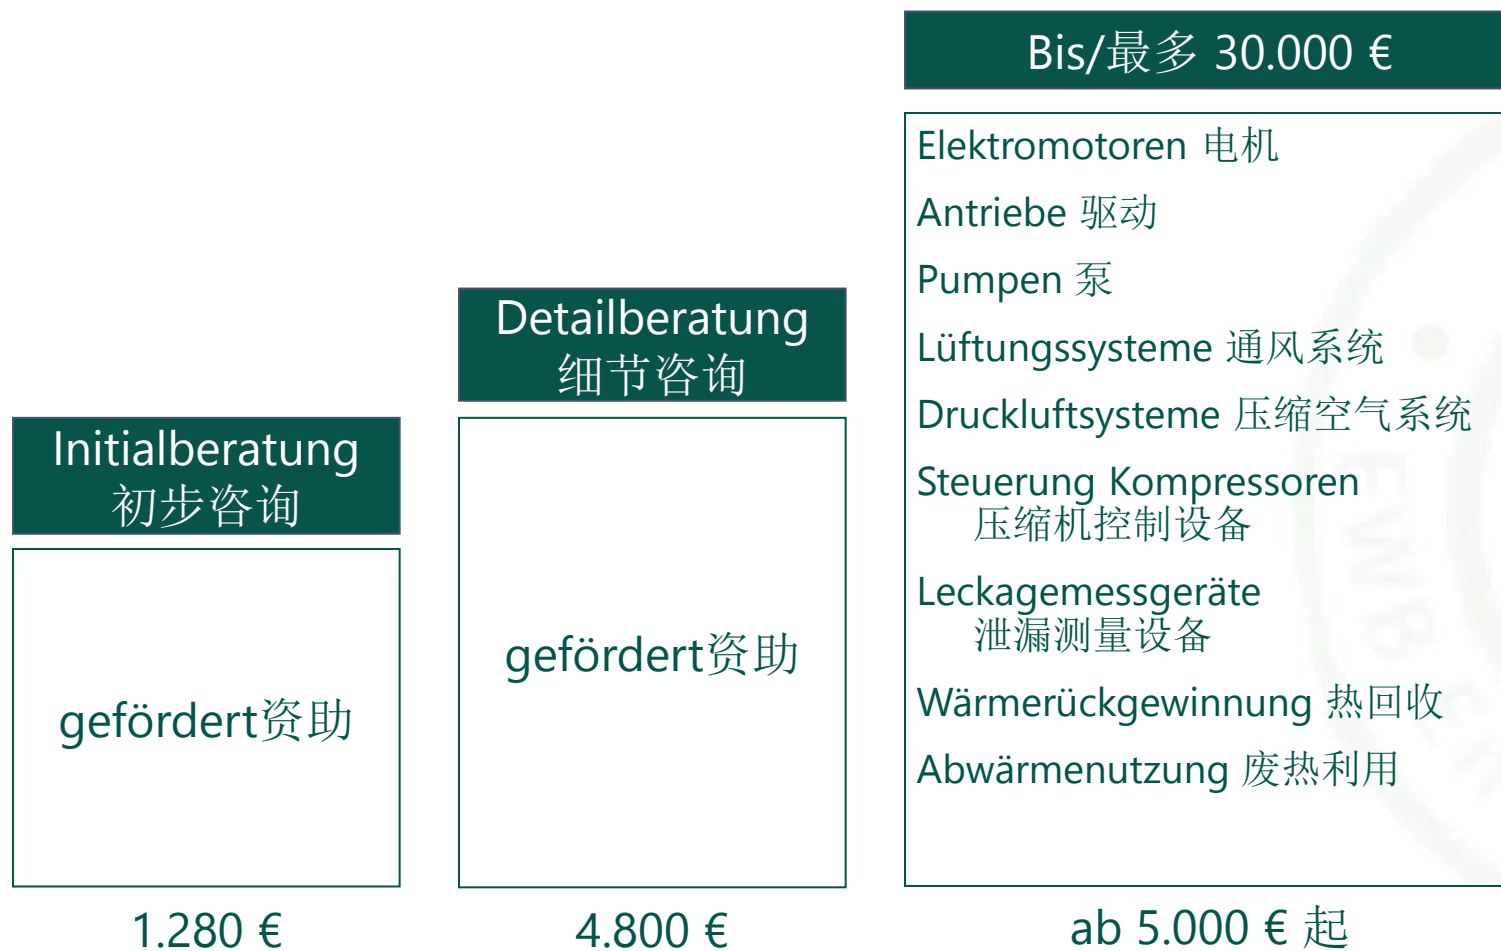 Initialberatung
初步咨询
gefördert资助
1.280 €
Detailberatung
细节咨询
gefördert资助
4.800 €
Bis/最多 30.000 €
Elektromotoren 电机
Antriebe 驱动
Pumpen 泵
Lüftungssysteme 通风系统
Druckluftsysteme 压缩空气系统
Steuerung Kompressoren
压缩机控制设备
Leckagemessgeräte
泄漏测量设备
Wärmerückgewinnung 热回收
Abwärmenutzung 废热利用
ab 5.000 € 起